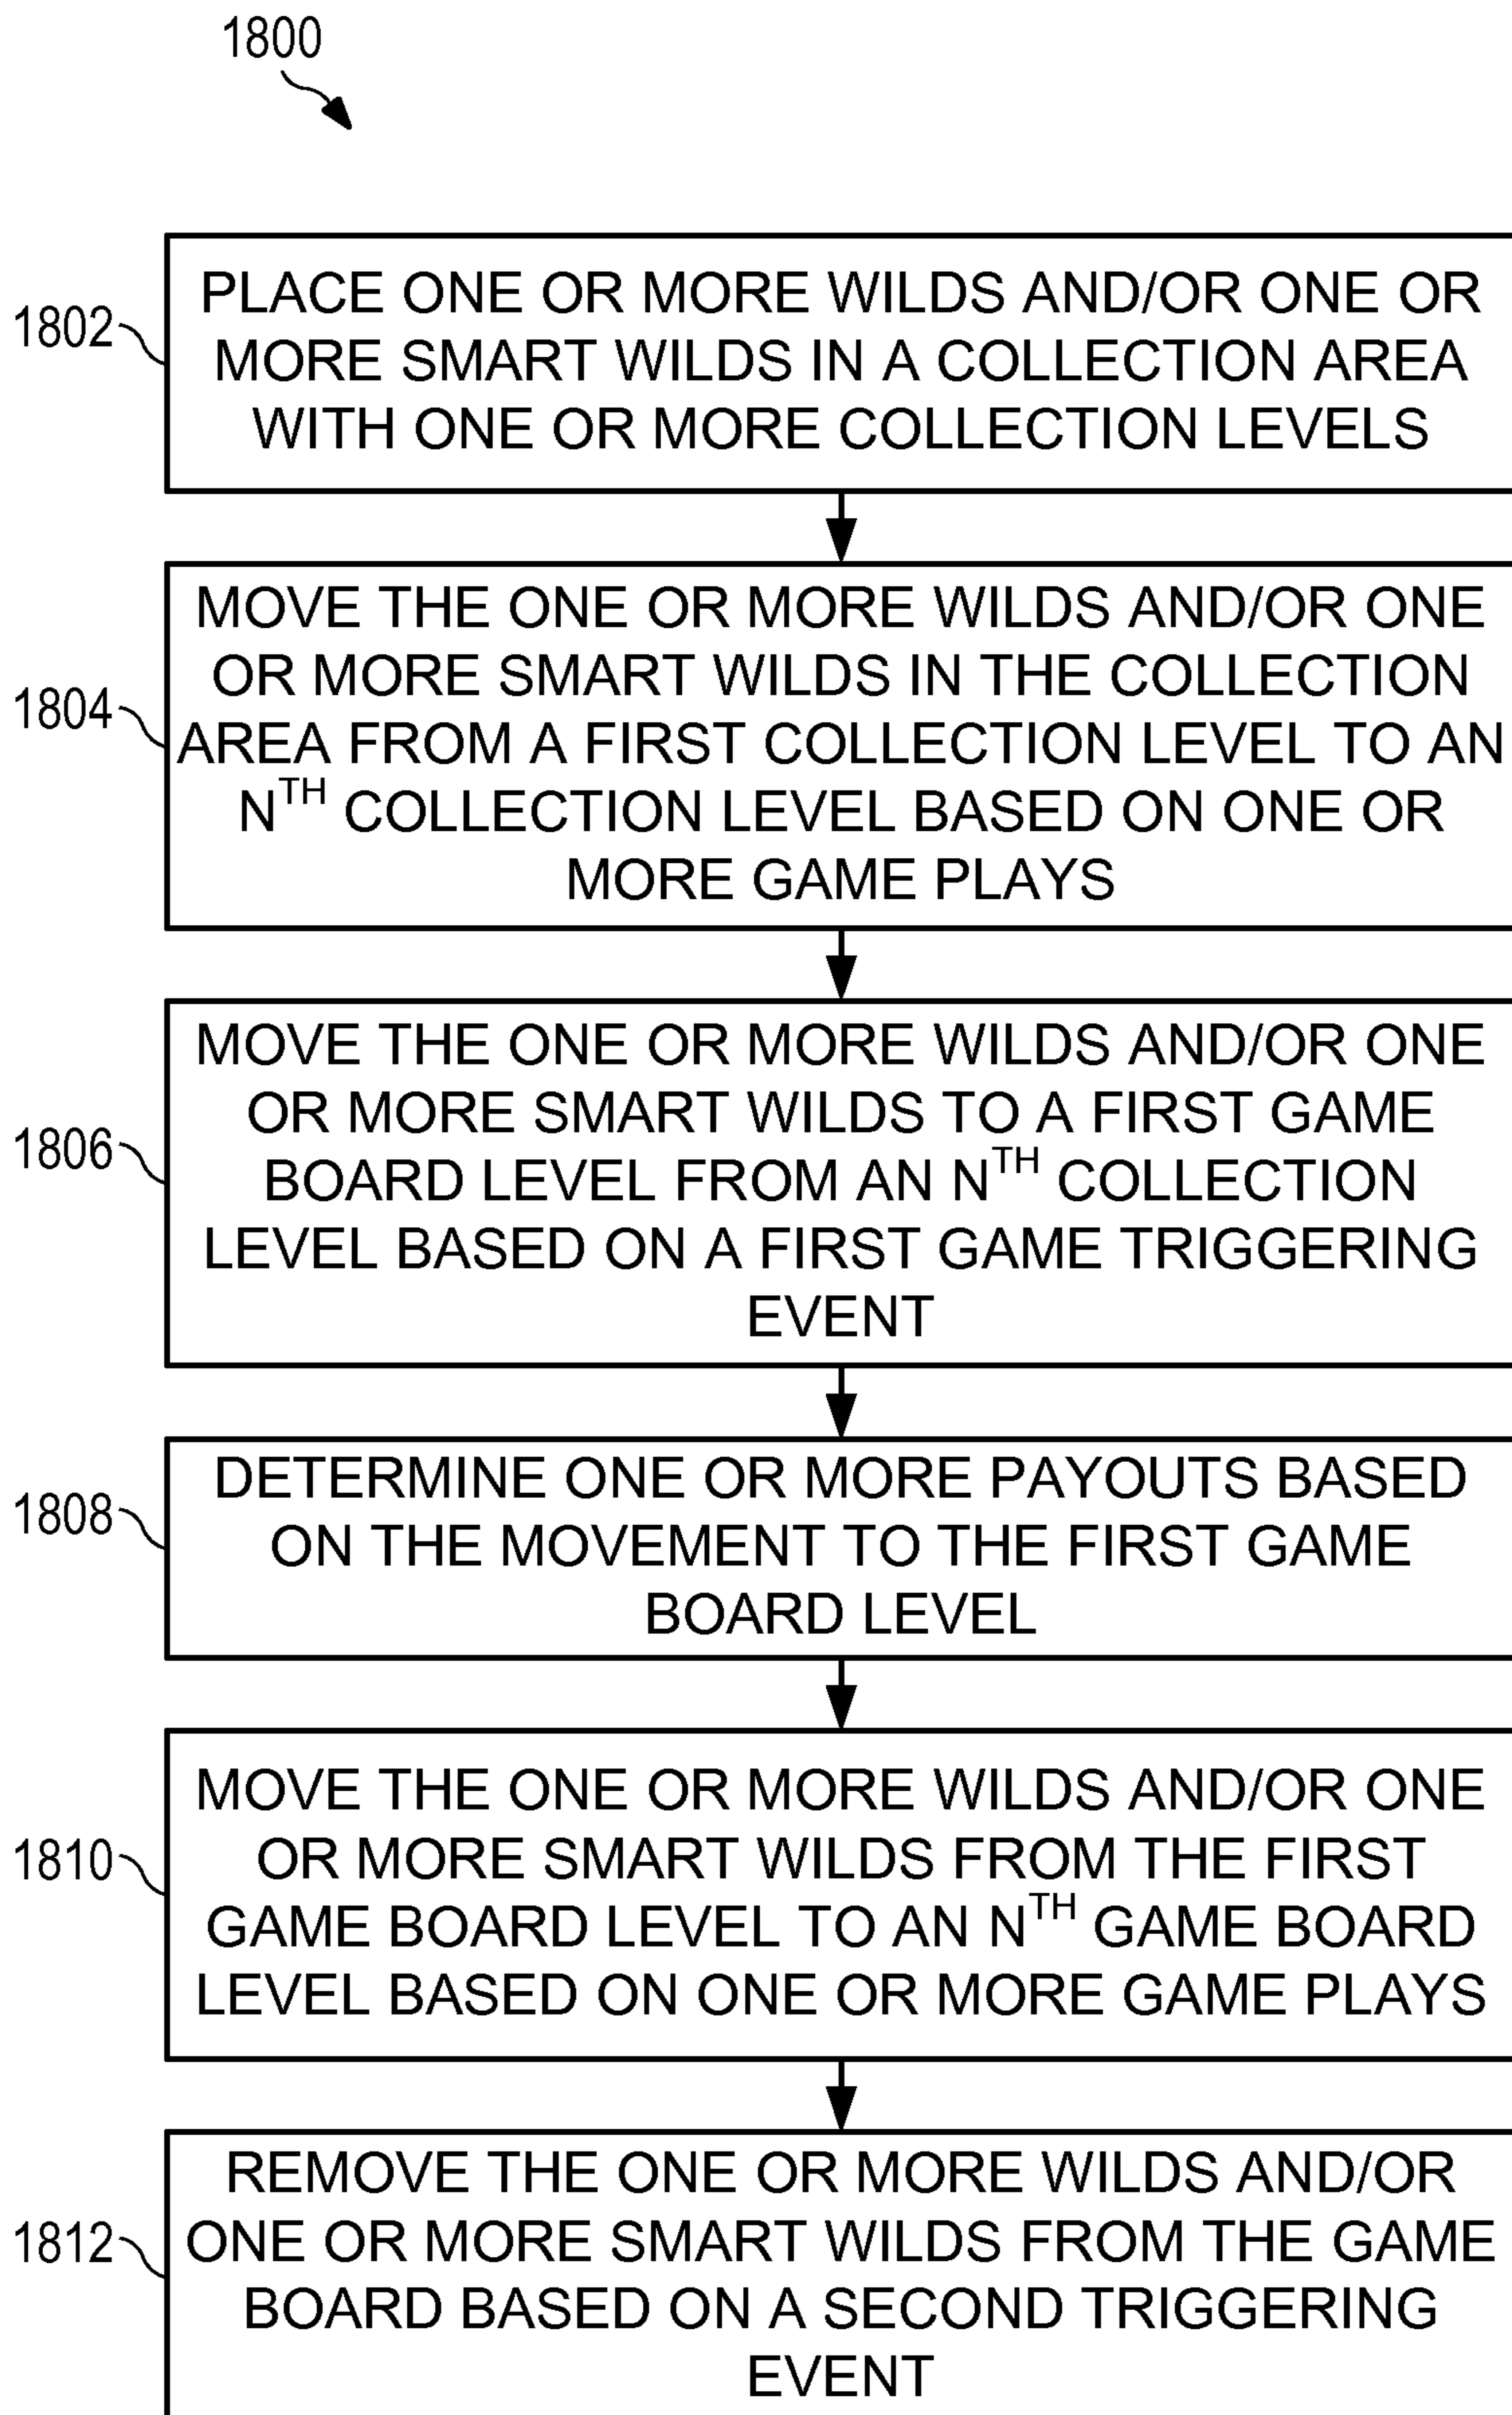 1800
1802
PLACE ONE OR MORE WILDS AND/OR ONE OR
MORE SMART WILDS IN A COLLECTION AREA
WITH ONE OR MORE COLLECTION LEVELS
1804
MOVE THE ONE OR MORE WILDS AND/OR ONE
OR MORE SMART WILDS IN THE COLLECTION
AREA FROM A FIRST COLLECTION LEVEL TO AN
N^TH COLLECTION LEVEL BASED ON ONE OR
MORE GAME PLAYS
1806
MOVE THE ONE OR MORE WILDS AND/OR ONE
OR MORE SMART WILDS TO A FIRST GAME
BOARD LEVEL FROM AN N^TH COLLECTION
LEVEL BASED ON A FIRST GAME TRIGGERING
EVENT
1808
DETERMINE ONE OR MORE PAYOUTS BASED
ON THE MOVEMENT TO THE FIRST GAME
BOARD LEVEL
1810
MOVE THE ONE OR MORE WILDS AND/OR ONE
OR MORE SMART WILDS FROM THE FIRST
GAME BOARD LEVEL TO AN N^TH GAME BOARD
LEVEL BASED ON ONE OR MORE GAME PLAYS
1812
REMOVE THE ONE OR MORE WILDS AND/OR
ONE OR MORE SMART WILDS FROM THE GAME
BOARD BASED ON A SECOND TRIGGERING
EVENT